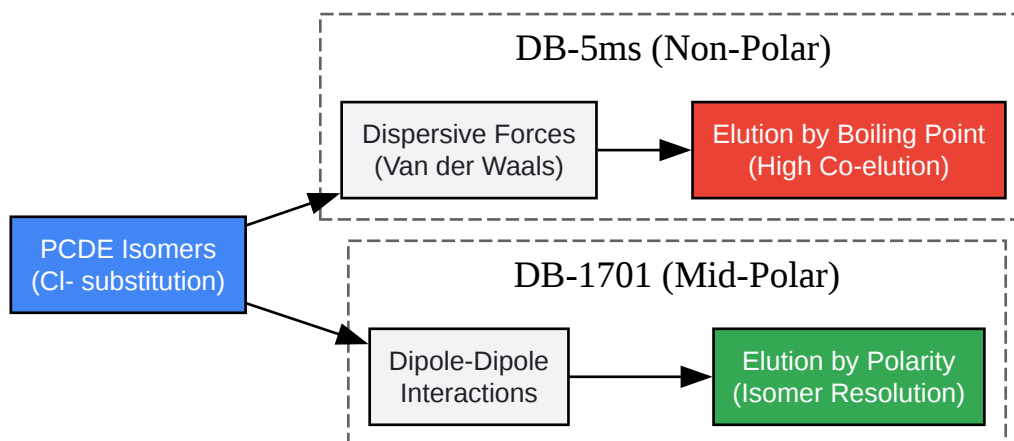 DB-5ms (Non-Polar)
Dispersive Forces
(Van der Waals)
Elution by Boiling Point
(High Co-elution)
PCDE Isomers
(Cl- substitution)
DB-1701 (Mid-Polar)
Dipole-Dipole
Interactions
Elution by Polarity
(Isomer Resolution)